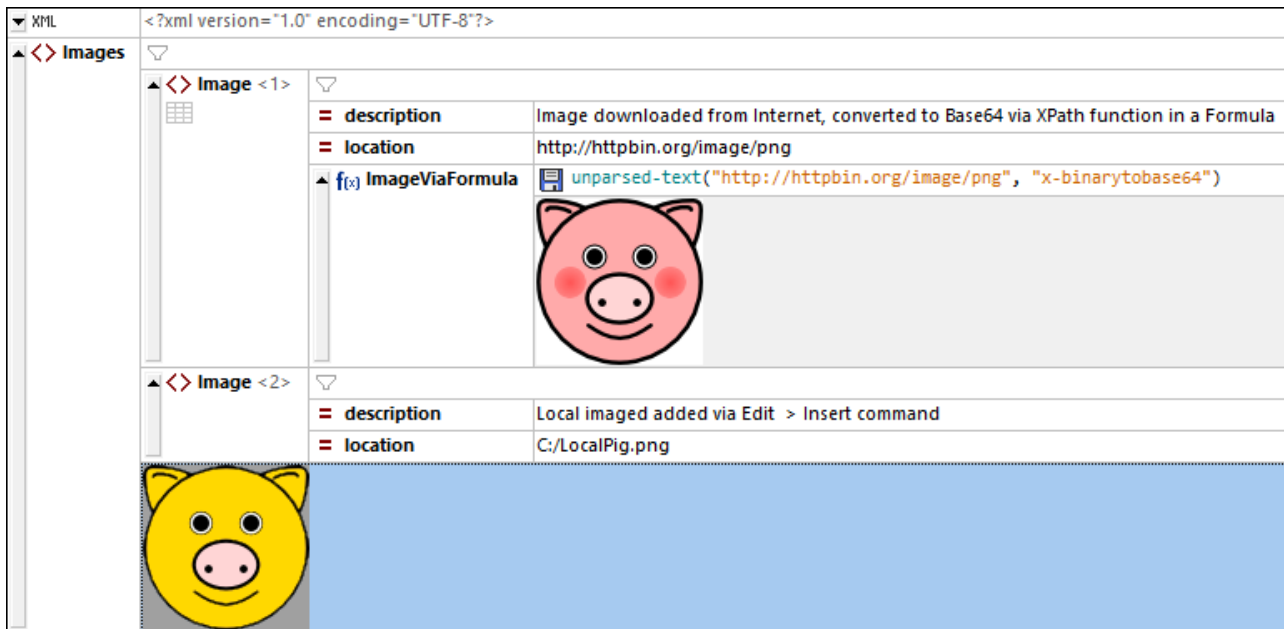 XML <?xml version="1.0" encoding="UTF-8"?>
<> Images
<> Image <1>
= description Image downloaded from Internet, converted to Base64 via XPath function in a Formula
= location http://httpbin.org/image/png
f(x) ImageViaFormula unparsed-text("http://httpbin.org/image/png", "x-binarytobase64")
<> Image <2>
= description Local imaged added via Edit > Insert command
= location C:/LocalPig.png